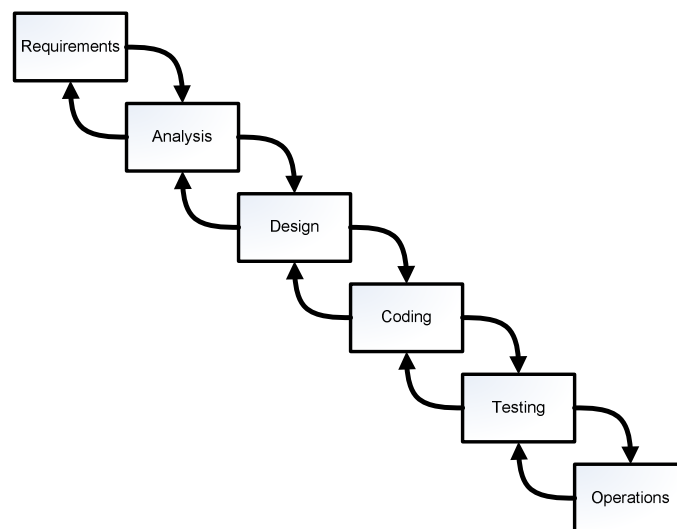 Requirements
Analysis
Design
Coding
Testing
Operations